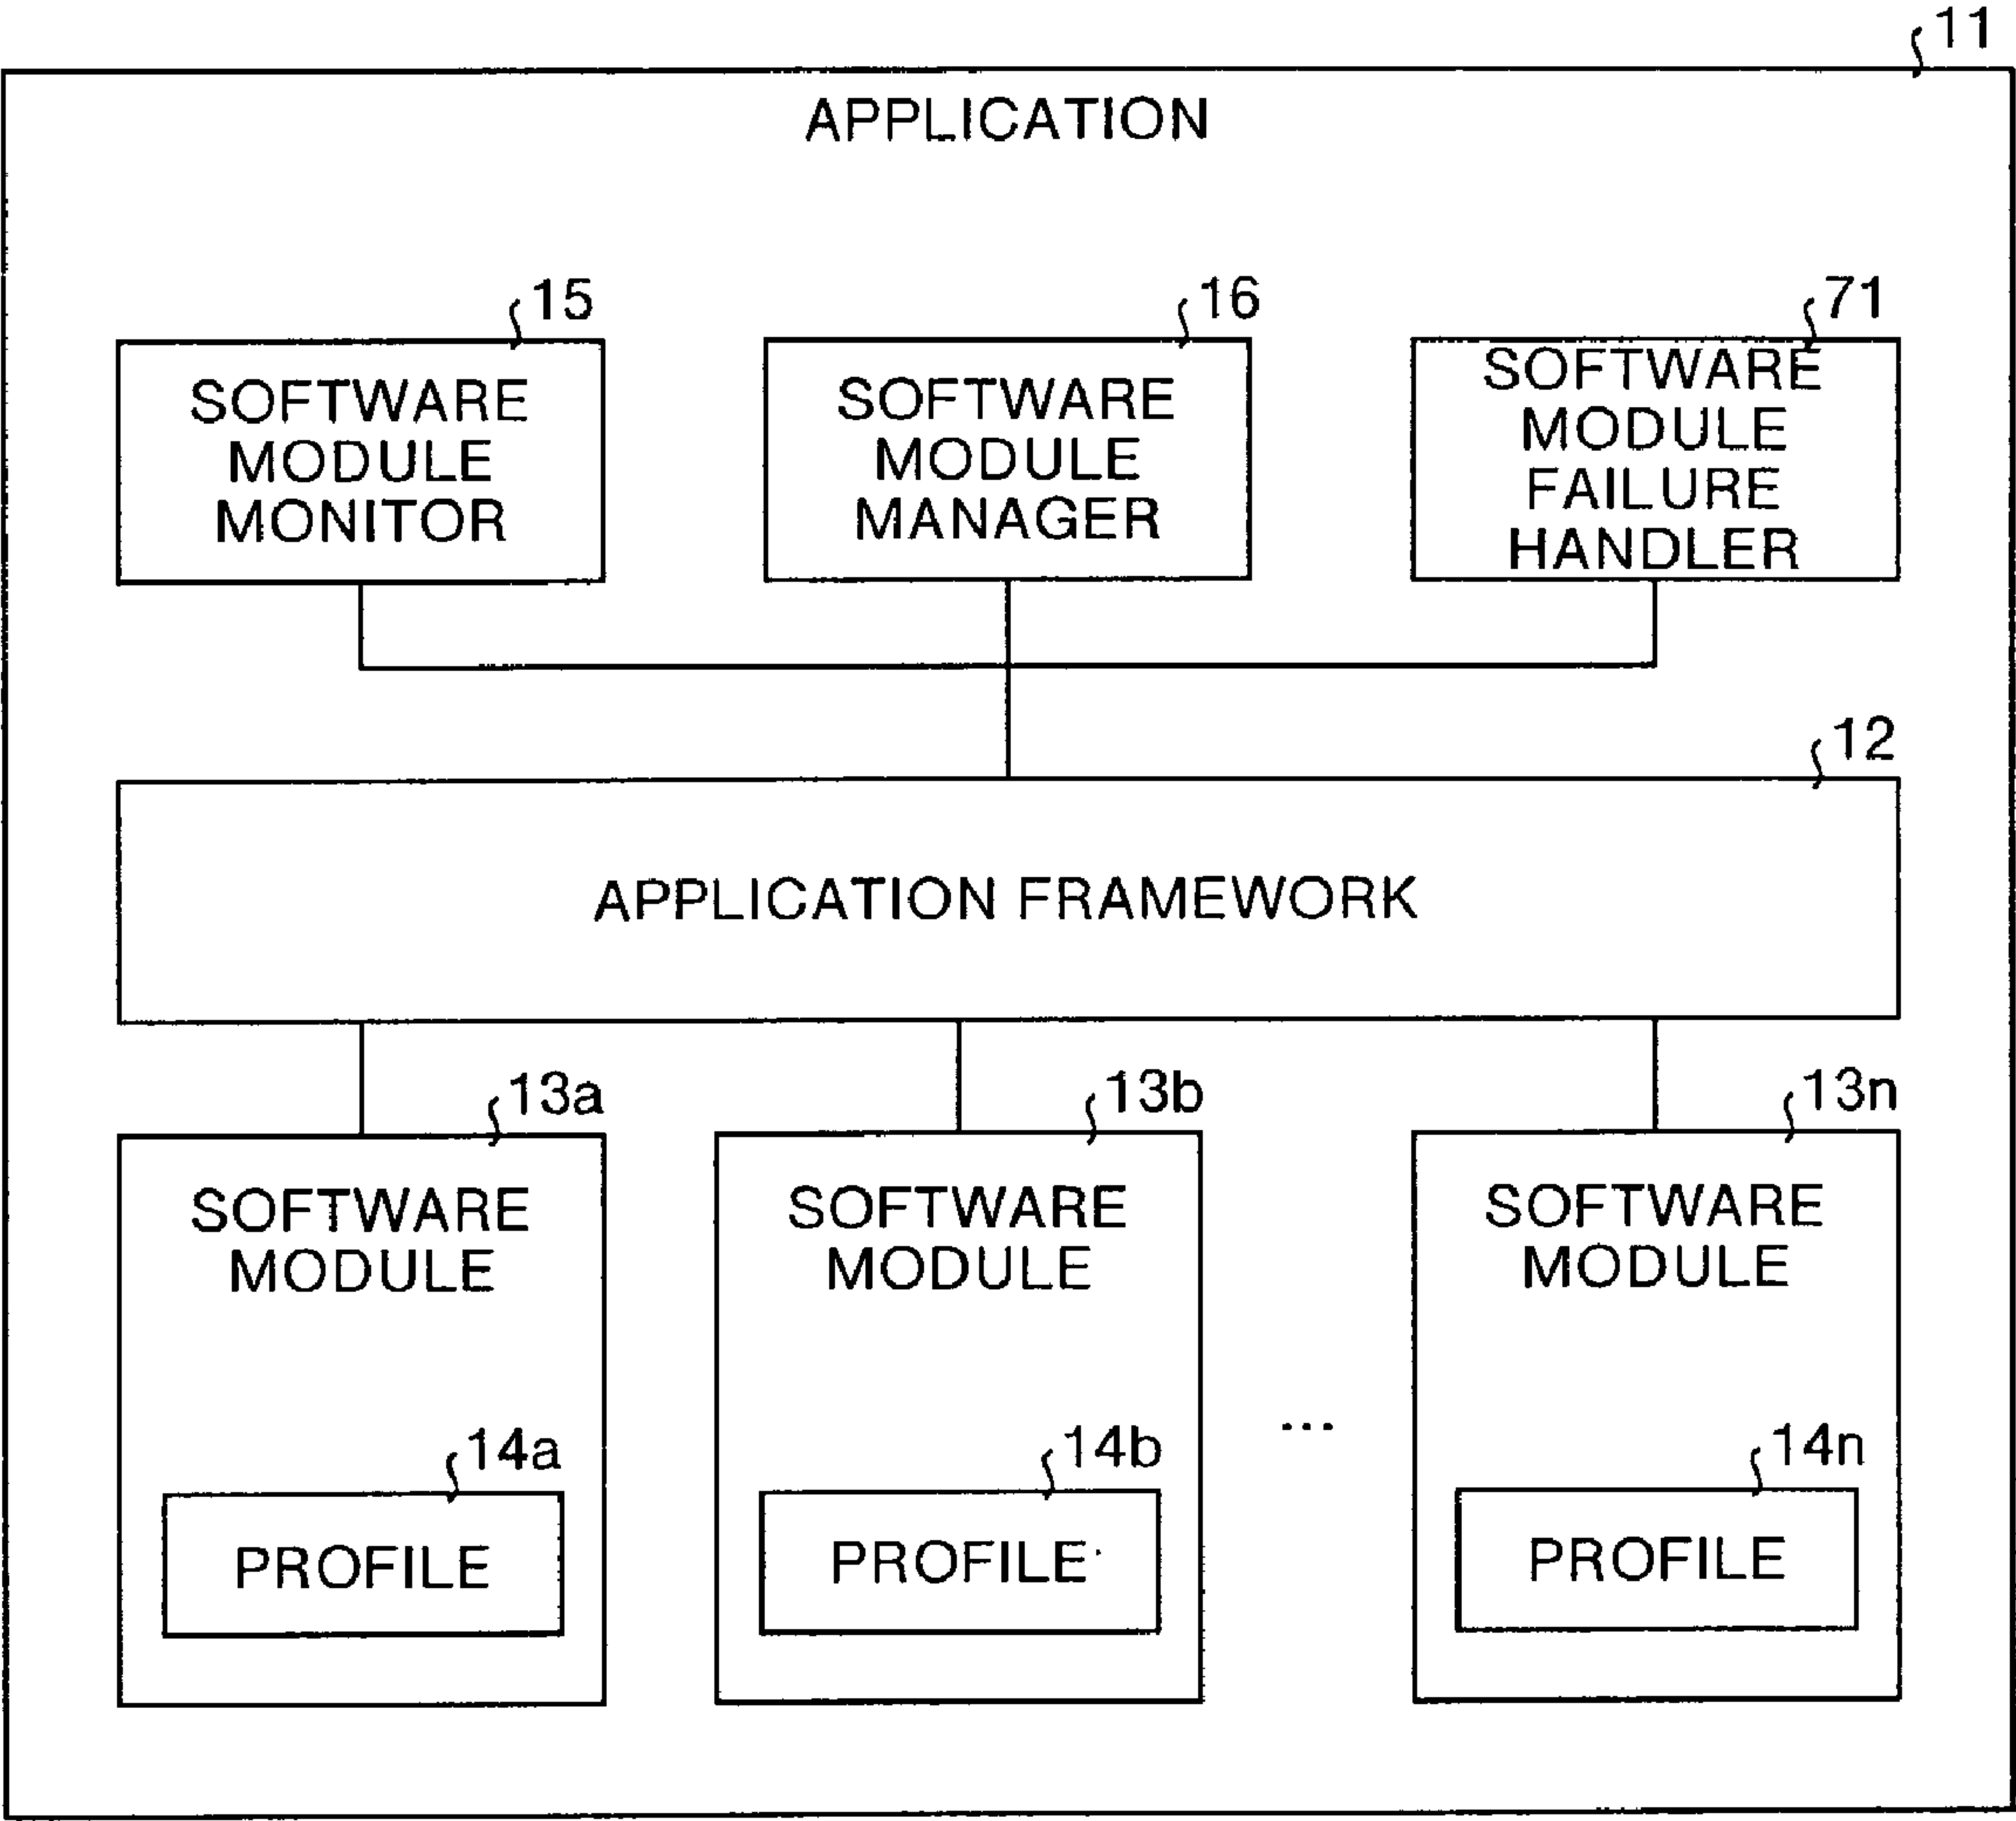 11
APPLICATION
15
16
71
SOFTWARE
MODULE
MONITOR
SOFTWARE
MODULE
MANAGER
SOFTWARE
MODULE
FAILURE
HANDLER
12
APPLICATION FRAMEWORK
13a
13b
13n
SOFTWARE
MODULE
SOFTWARE
MODULE
SOFTWARE
MODULE
...
14a
14b
14n
PROFILE
PROFILE
PROFILE